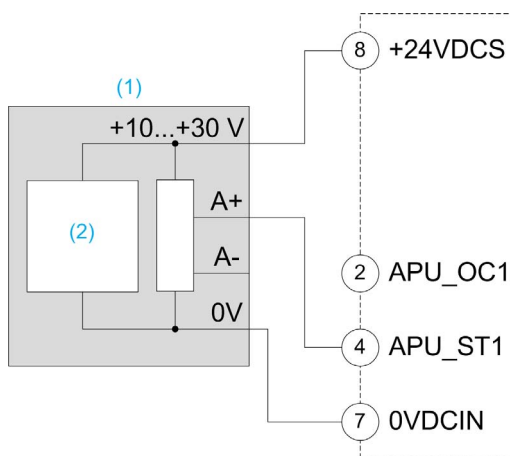 8 +24VDCS
(1)
+10...+30 V
A+
(2)
A-
2 APU_OC1
0V
4 APU_ST1
7 0VDCIN